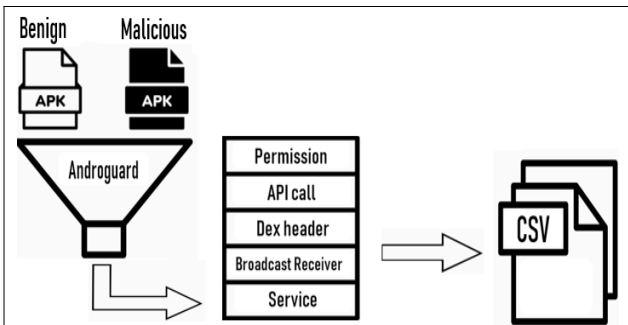 Benign
Malicious
APK
APK
Androguard
Permission
API call
Dex header
Broadcast Receiver
Service
CSV